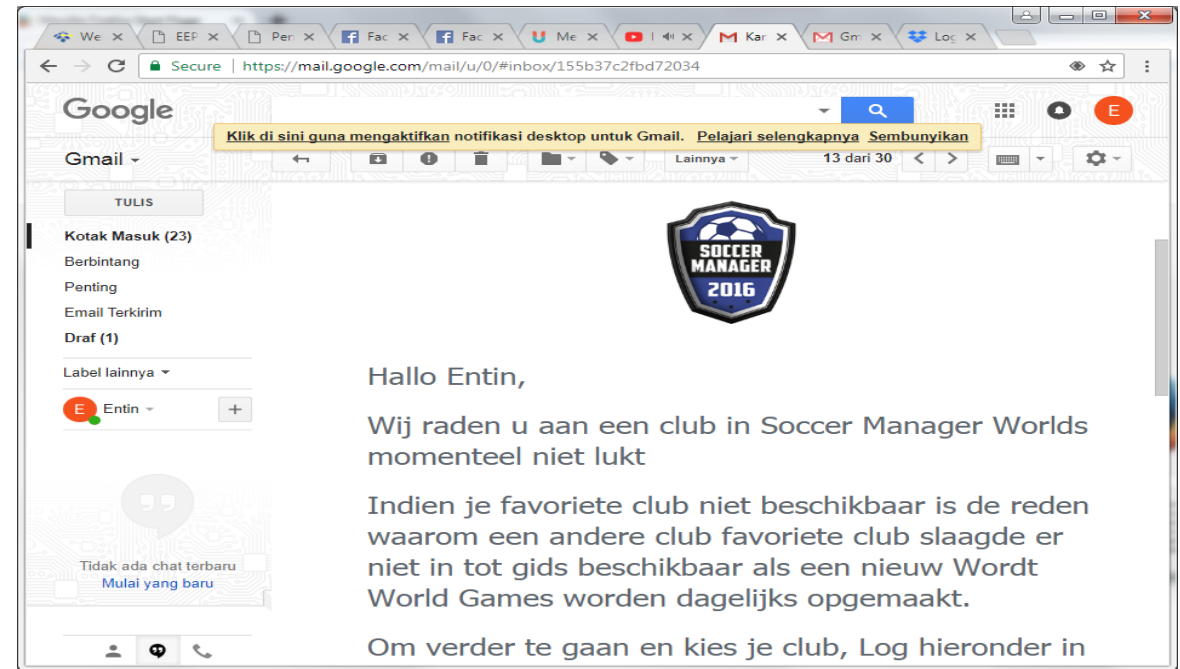 We EEP Per Fac Fac Me I Kar Gm Log
Secure | https://mail.google.com/mail/u/0/#inbox/155b37c2fbd72034
Google
E
Klik di sini guna mengaktifkan notifikasi desktop untuk Gmail. Pelajari selengkapnya Sembunyikan
Gmail Lainnya 13 dari 30
TULIS
Kotak Masuk (23)
Berbintang
Penting
Email Terkirim
Draf (1)
Label lainnya
E Entin +
Tidak ada chat terbaru
Mulai yang baru
SOCCER
MANAGER
2016
Hallo Entin,
Wij raden u aan een club in Soccer Manager Worlds
momenteel niet lukt
Indien je favoriete club niet beschikbaar is de reden
waarom een andere club favoriete club slaagde er
niet in tot gids beschikbaar als een nieuw Wordt
World Games worden dagelijks opgemaakt.
Om verder te gaan en kies je club, Log hieronder in